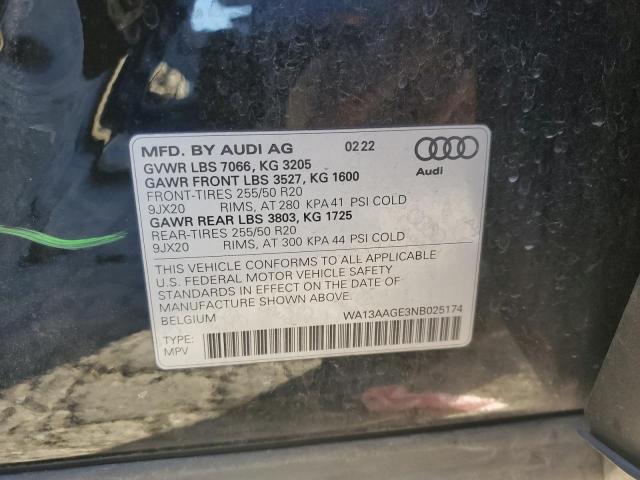 MFD. BY AUDI AG 02 22
GVWR LBS 7066, KG 3205
GAWR FRONT LBS 3527, KG 1600
FRONT-TIRES 255/50 R20
9JX20 RIMS, AT 280 KPA 41 PSI COLD
GAWR REAR LBS 3803, KG 1725
REAR-TIRES 255/50 R20
9JX20 RIMS, AT 300 KPA 44 PSI COLD
Audi
THIS VEHICLE CONFORMS TO ALL APPLICABLE
U.S. FEDERAL MOTOR VEHICLE SAFETY
STANDARDS IN EFFECT ON THE DATE OF
MANUFACTURE SHOWN ABOVE.
BELGIUM WA13AAGE3NB025174
TYPE:
MPV